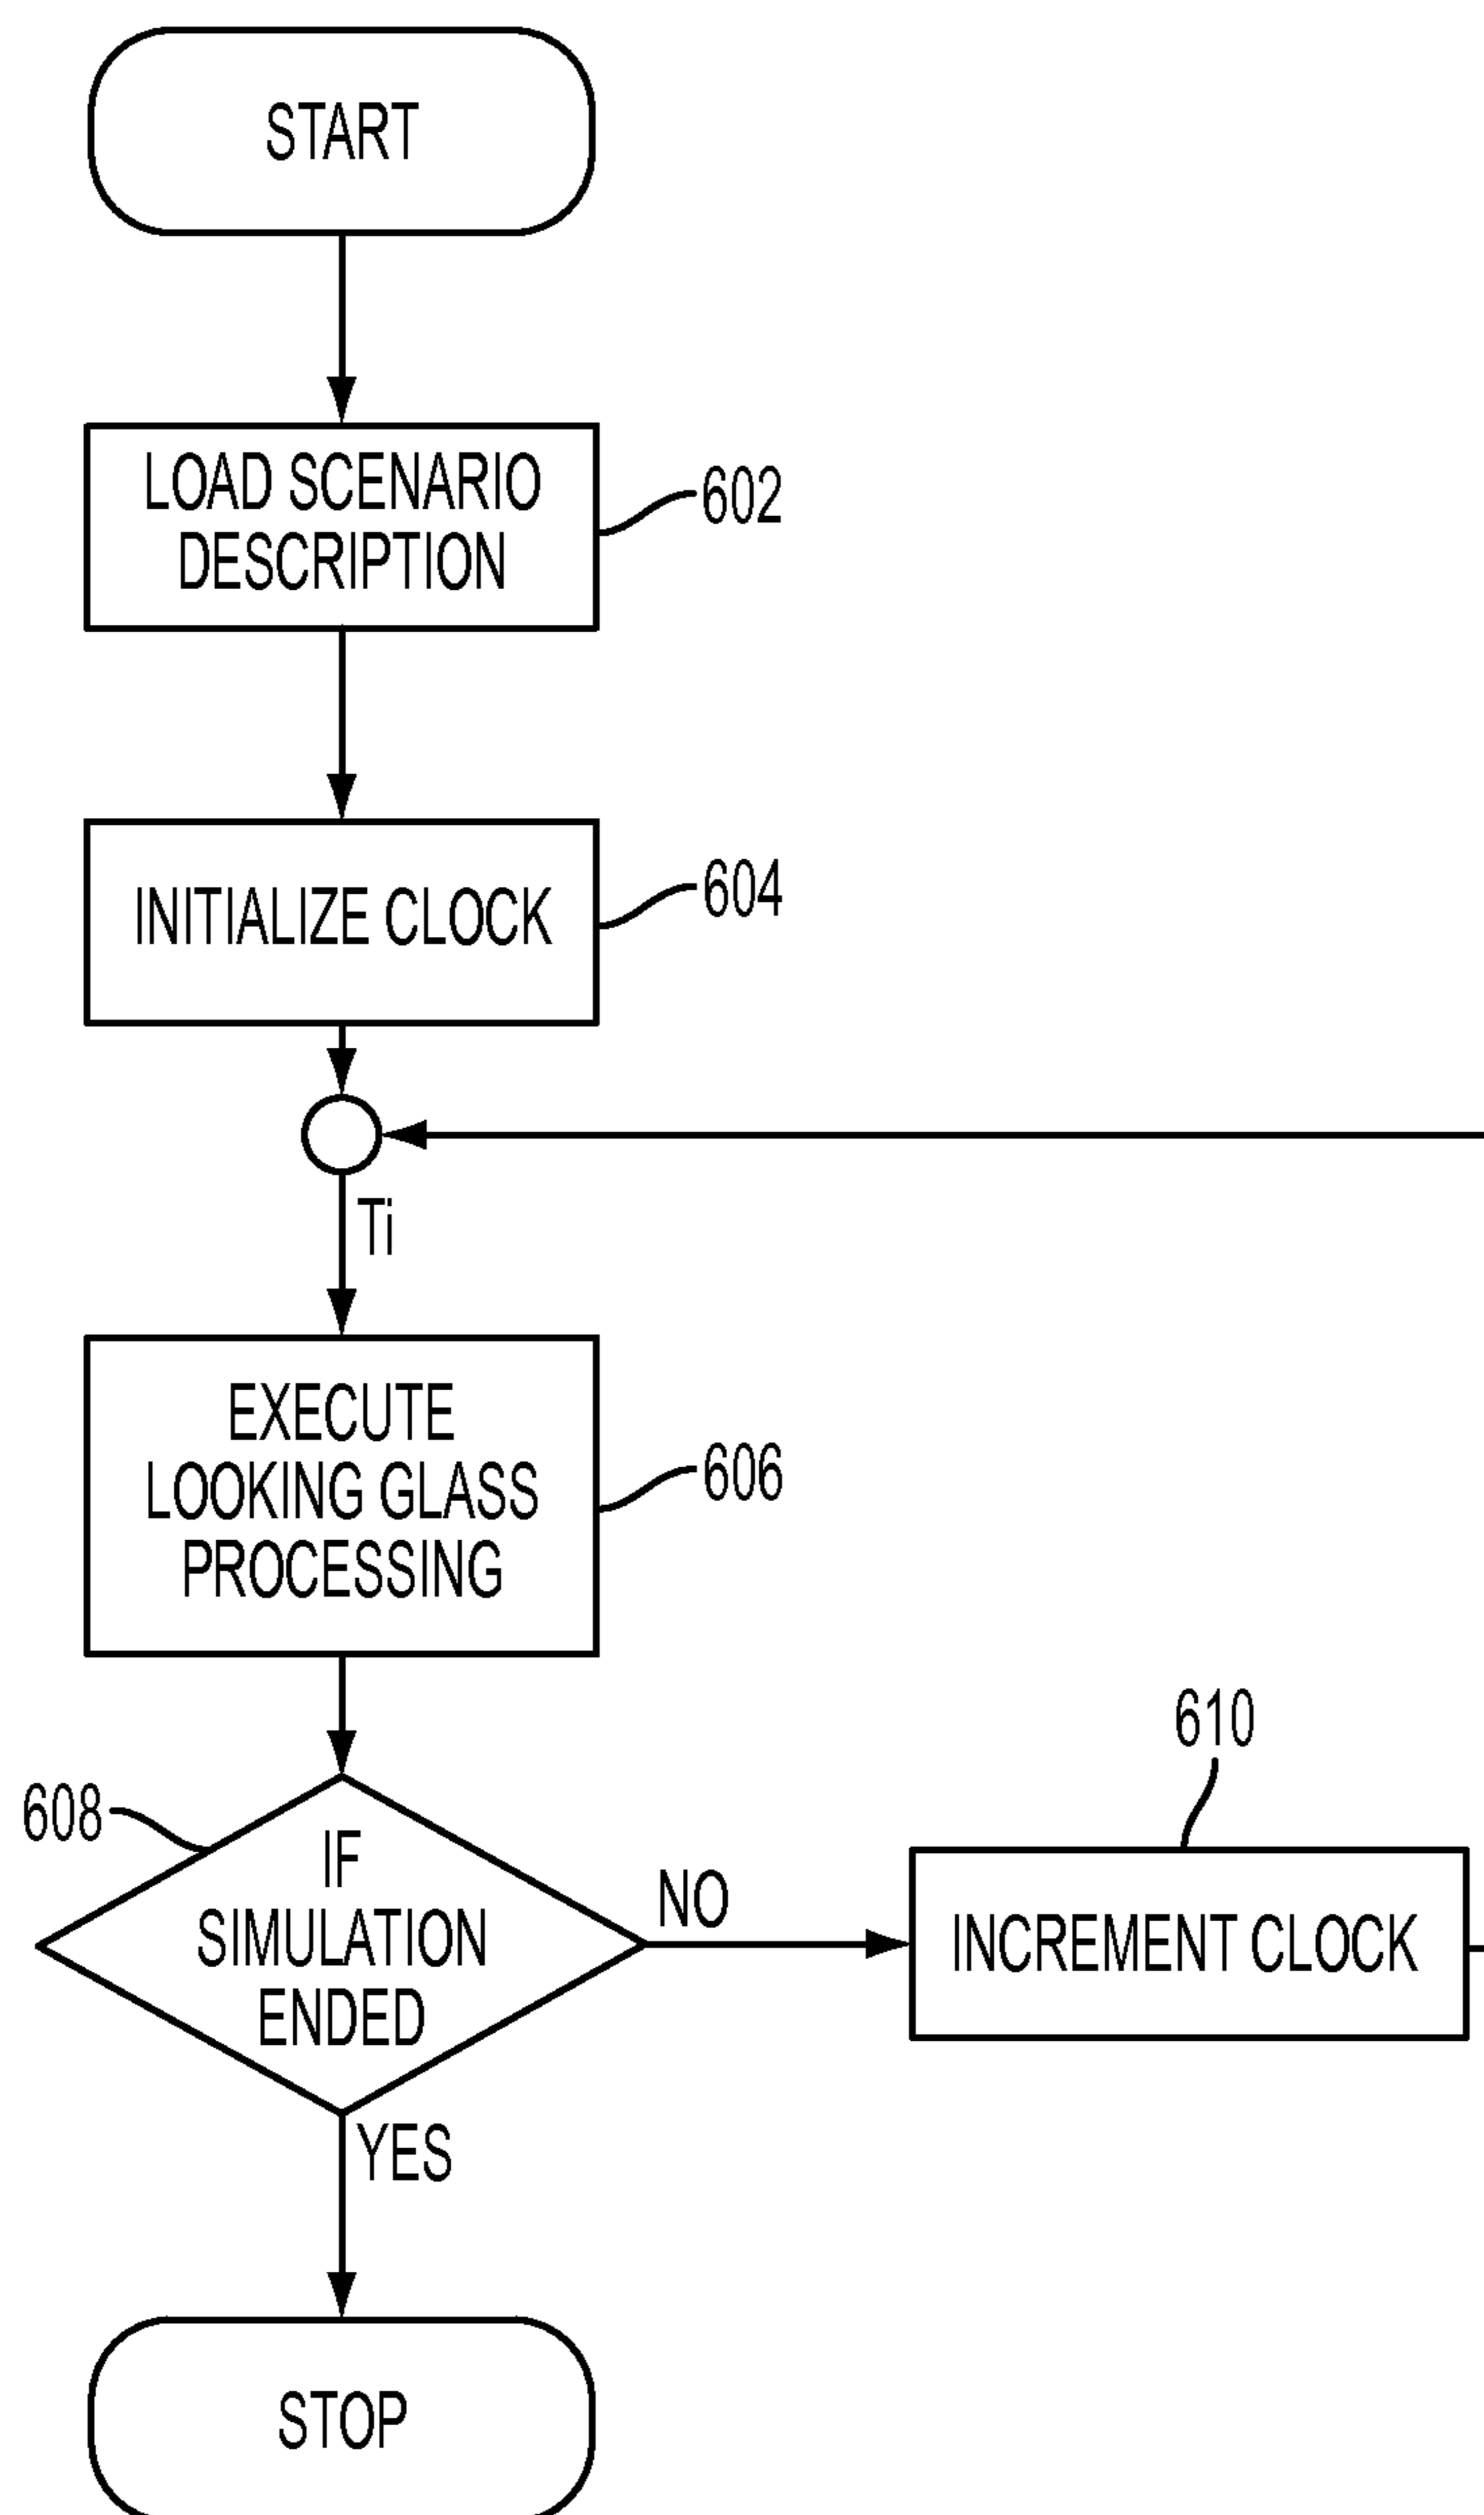 START
LOAD SCENARIO
DESCRIPTION
602
INITIALIZE CLOCK
604
Ti
EXECUTE
LOOKING GLASS
PROCESSING
606
608
IF
SIMULATION
ENDED
NO
610
INCREMENT CLOCK
YES
STOP